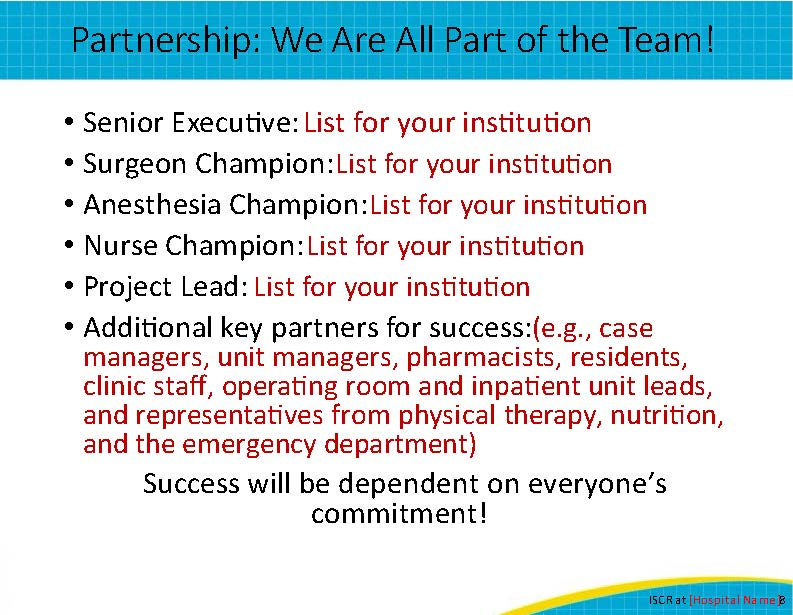 Partnership: We Are All Part of the Team!
• Senior Executive: List for your institution
• Surgeon Champion:List for your institution
• Anesthesia Champion:List for your institution
• Nurse Champion:List for your institution
• Project Lead: List for your institution
• Additional key partners for success:(e.g., case
managers, unit managers, pharmacists, residents,
clinic staff, operating room and inpatient unit leads,
and representatives from physical therapy, nutrition,
and the emergency department)
Success will be dependent on everyone’s
commitment!
ISCR at [Hospital Name] 8